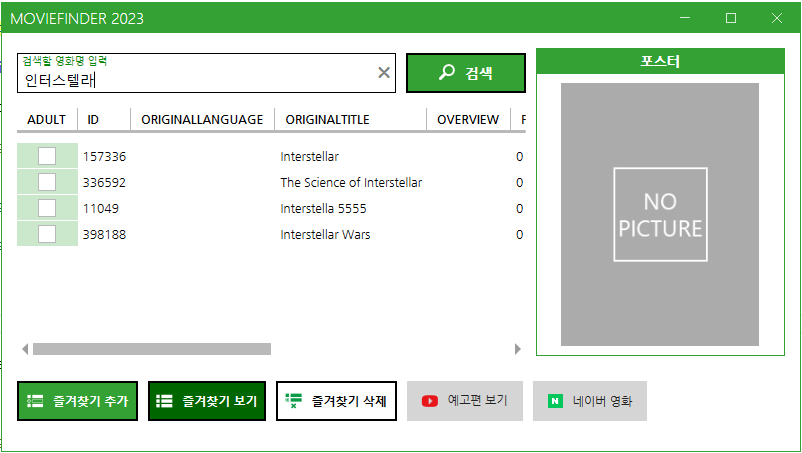 MOVIEFINDER 2023
검색할 영화명 입력
인터스텔라
검색
포스터
ADULT ID ORIGINALLANGUAGE ORIGINALTITLE OVERVIEW
157336 Interstellar 0
336592 The Science of Interstellar 0
11049 Interstella 5555 0
398188 Interstellar Wars 0
NO
PICTURE
즐겨찾기 추가 즐겨찾기 보기 즐겨찾기 삭제 예고편 보기 N 네이버 영화